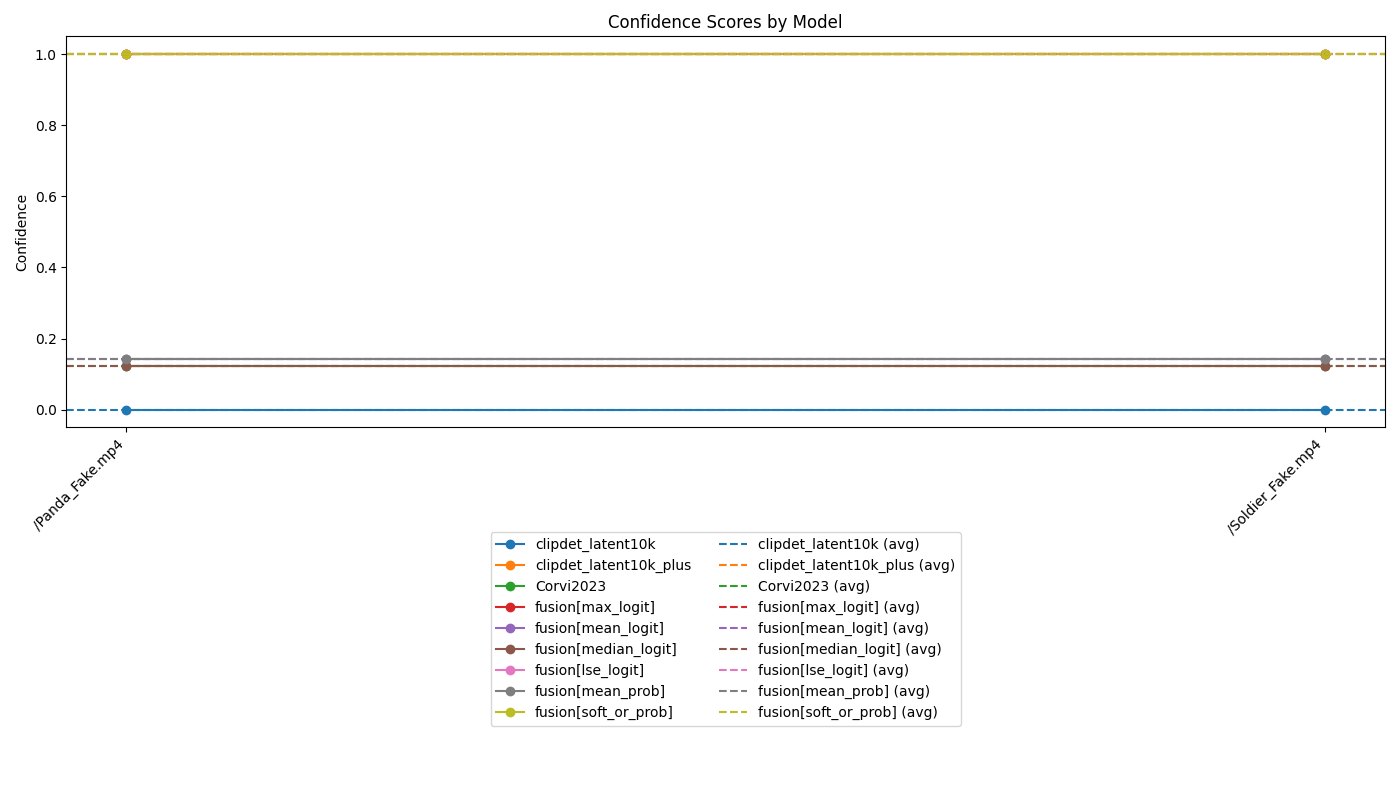 Confidence Scores by Model
1.0
0.8
0.6
0.4
0.2
0.0
Confidence
/Panda_Fake.mp4
/Soldier_Fake.mp4
clipdet_latent10k
clipdet_latent10k_plus
Corvi2023
fusion[max_logit]
fusion[mean_logit]
fusion[median_logit]
fusion[lse_logit]
fusion[mean_prob]
fusion[soft_or_prob]
clipdet_latent10k (avg)
clipdet_latent10k_plus (avg)
Corvi2023 (avg)
fusion[max_logit] (avg)
fusion[mean_logit] (avg)
fusion[median_logit] (avg)
fusion[lse_logit] (avg)
fusion[mean_prob] (avg)
fusion[soft_or_prob] (avg)